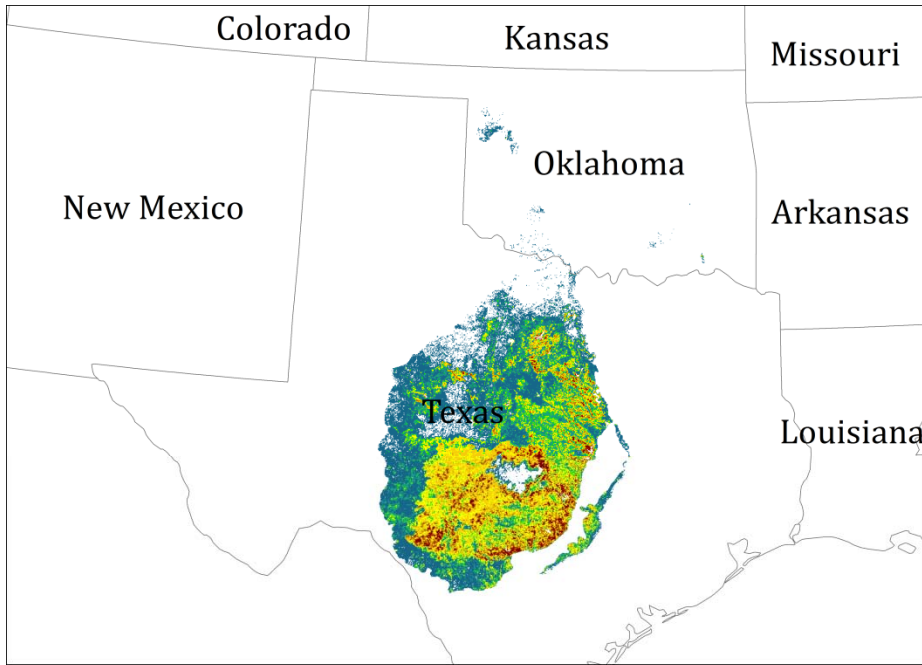 Colorado
Kansas
Missouri
Oklahoma
New Mexico
Arkansas
Texas
Louisiana